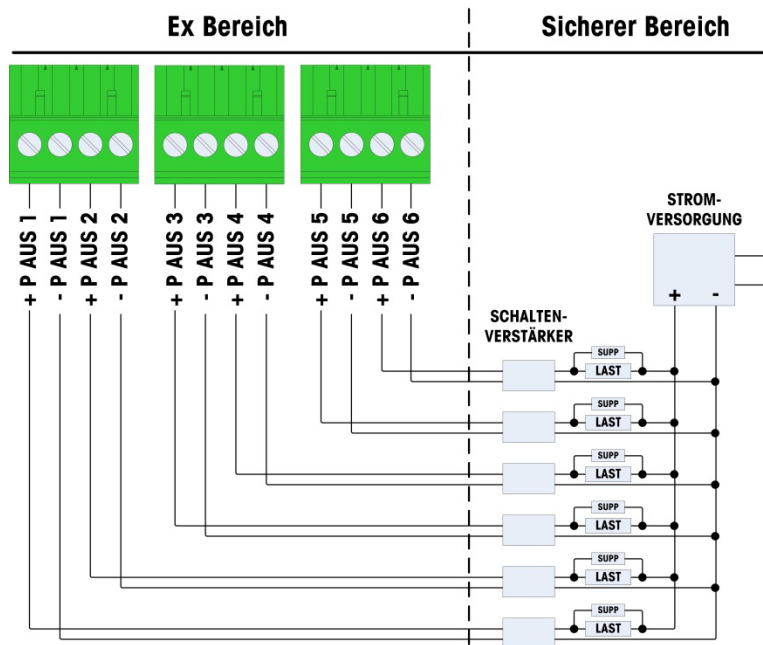 Ex Bereich
Sicherer Bereich
+ P AUS 1
- P AUS 1
+ P AUS 2
- P AUS 2
+ P AUS 3
- P AUS 3
+ P AUS 4
- P AUS 4
+ P AUS 5
- P AUS 5
+ P AUS 6
- P AUS 6
STROM-
VERSORGUNG
+ -
SCHALTEN-
VERSTÄRKER
SUPP
LAST
SUPP
LAST
SUPP
LAST
SUPP
LAST
SUPP
LAST
SUPP
LAST